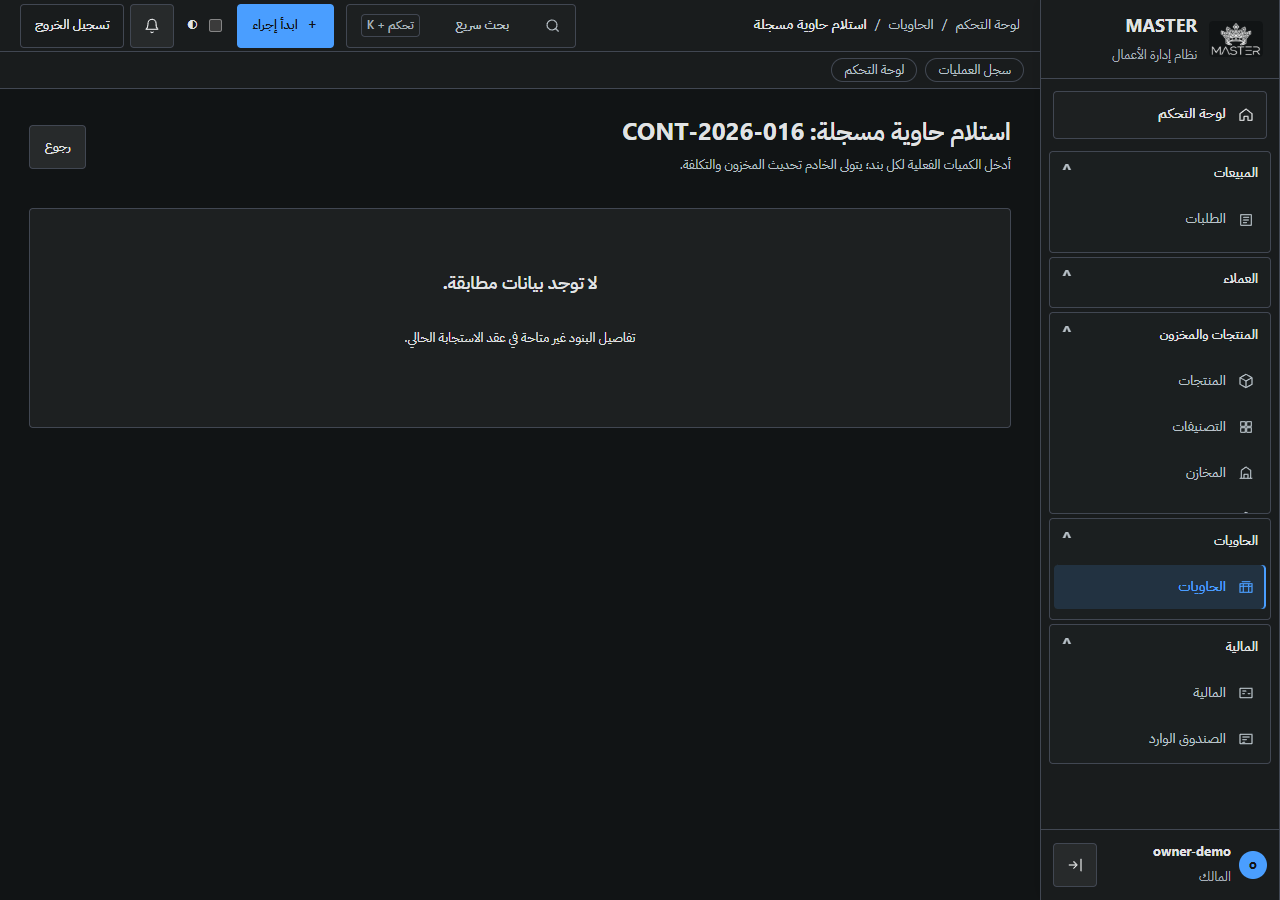 MASTER
MASTER
نظام إدارة الأعمال
لوحة التحكم
المبيعات
^
الطلبات
العملاء
^
المنتجات والمخزون
^
المنتجات
التصنيفات
المخازن
الحاويات
^
الحاويات
المالية
^
المالية
الصندوق الوارد
o
owner-demo
المالك
لوحة التحكم / الحاويات / استلام حاوية مسجلة
بحث سريع
تحكم + K
+ ابدأ إجراء
تسجيل الخروج
سجل العمليات
لوحة التحكم
استلام حاوية مسجلة: CONT-2026-016
أدخل الكميات الفعلية لكل بند؛ يتولى الخادم تحديث المخزون والتكلفة.
رجوع
لا توجد بيانات مطابقة.
تفاصيل البنود غير متاحة في عقد الاستجابة الحالي.